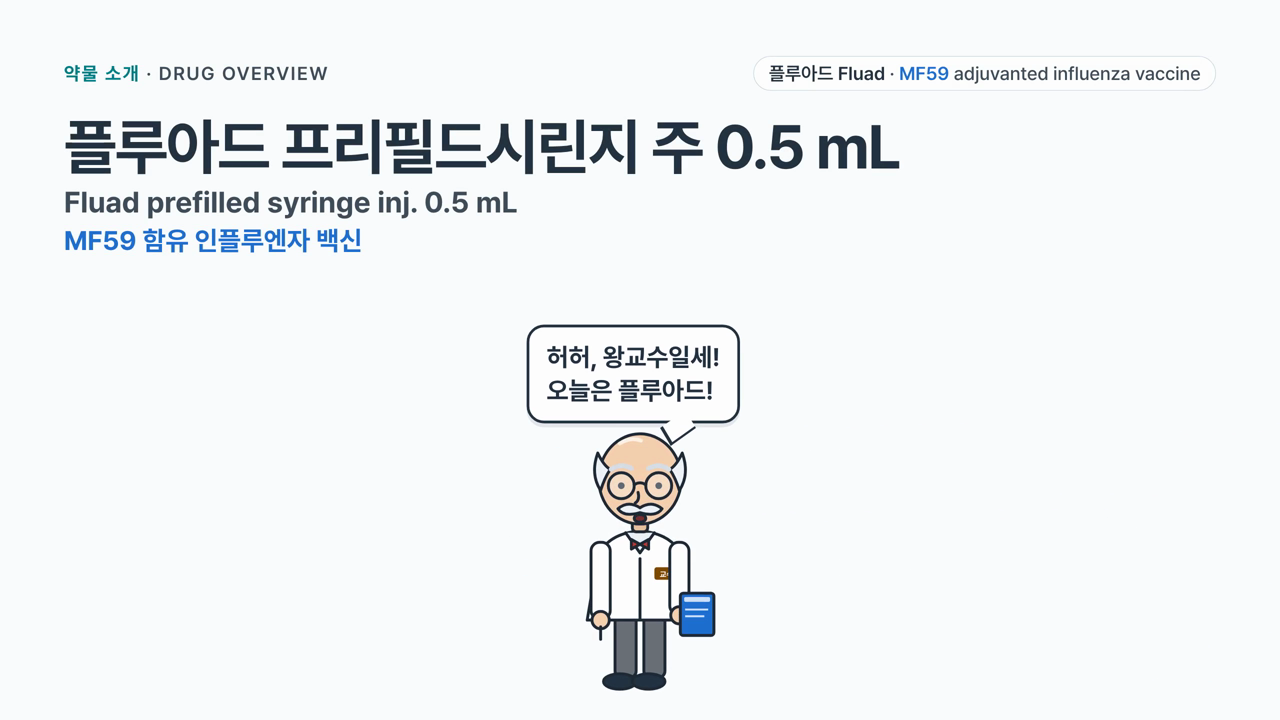 약물 소개 · DRUG OVERVIEW
플루아드 Fluad · MF59 adjuvanted influenza vaccine
플루아드 프리필드시린지 주 0.5 mL
Fluad prefilled syringe inj. 0.5 mL
MF59 함유 인플루엔자 백신
허허, 왕교수일세!
오늘은 플루아드!